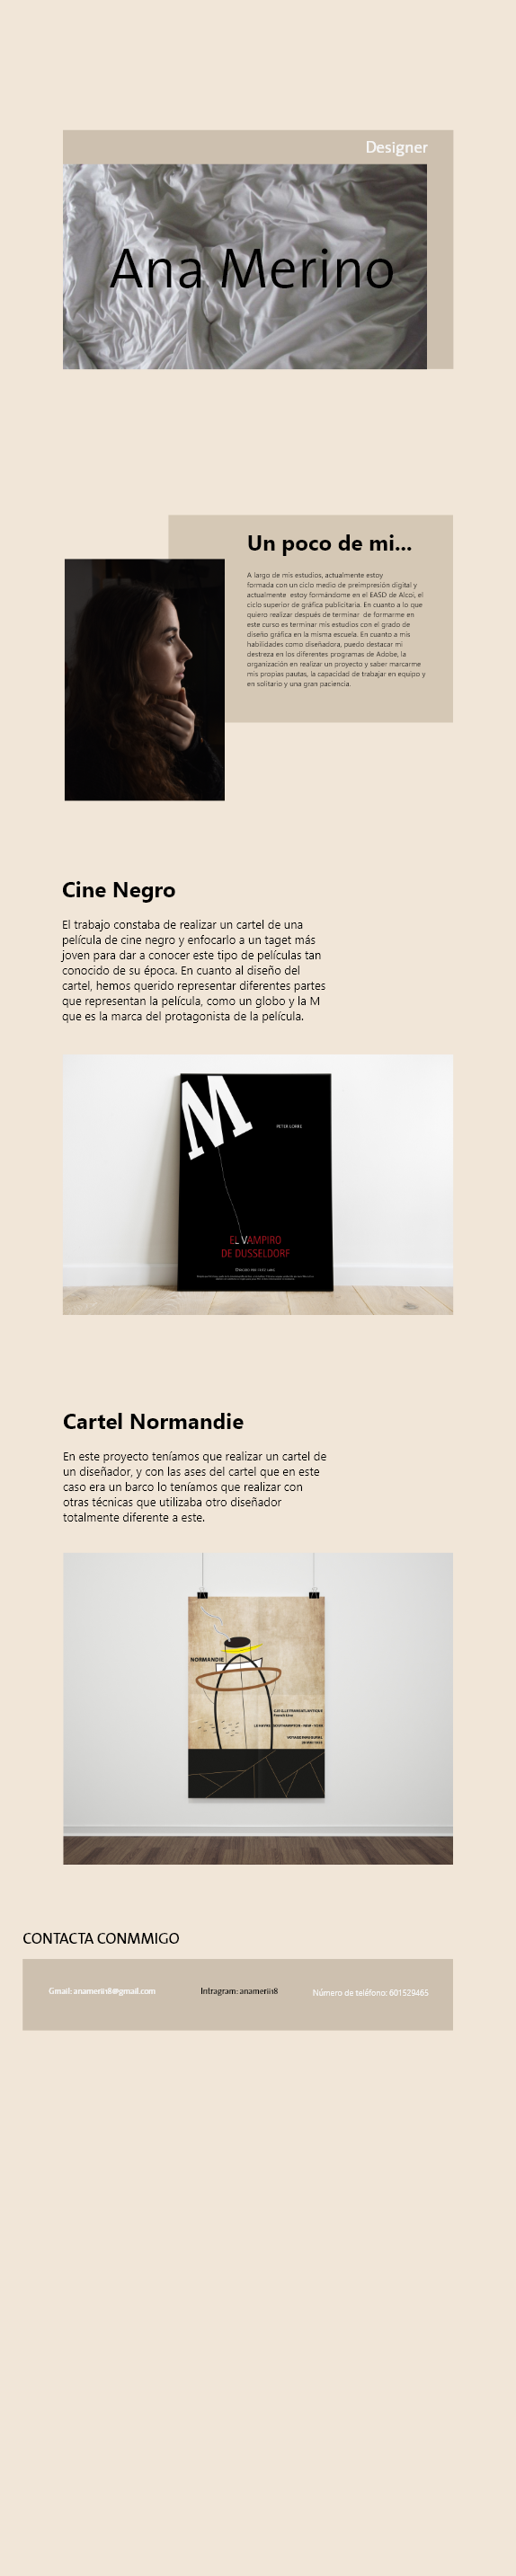 Designer
Ana Merino
Un poco de mi...
A largo de mis estudios, actualmente estoy
formada con un ciclo medio de preimpresión digital y
actualmente estoy formándome en el EASD de Alcoi, el
ciclo superior de gráfica publicitaria. En cuanto a lo que
quiero realizar después de terminar de formarme en
este curso es terminar mis estudios con el grado de
diseño gráfica en la misma escuela. En cuanto a mis
habilidades como diseñadora, puedo destacar mi
destreza en los diferentes programas de Adobe, la
organización en realizar un proyecto y saber marcarme
mis propias pautas, la capacidad de trabajar en equipo y
en solitario y una gran paciencia.
Cine Negro
El trabajo constaba de realizar un cartel de una
película de cine negro y enfocarlo a un taget más
joven para dar a conocer este tipo de películas tan
conocido de su época. En cuanto al diseño del
cartel, hemos querido representar diferentes partes
que representan la película, como un globo y la M
que es la marca del protagonista de la película.
M
PETER LORRE
EL VAMPIRO
DE DUSSELDORF
Cartel Normandie
En este proyecto teníamos que realizar un cartel de
un diseñador, y con las ases del cartel que en este
caso era un barco lo teníamos que realizar con
otras técnicas que utilizaba otro diseñador
totalmente diferente a este.
NORMANDIE
VOYAGE INAUGURAL
CONTACTA CONMMIGO
Gmail: anamerin8@gmail.com
Intragram: anamerin8
Número de teléfono: 601529465